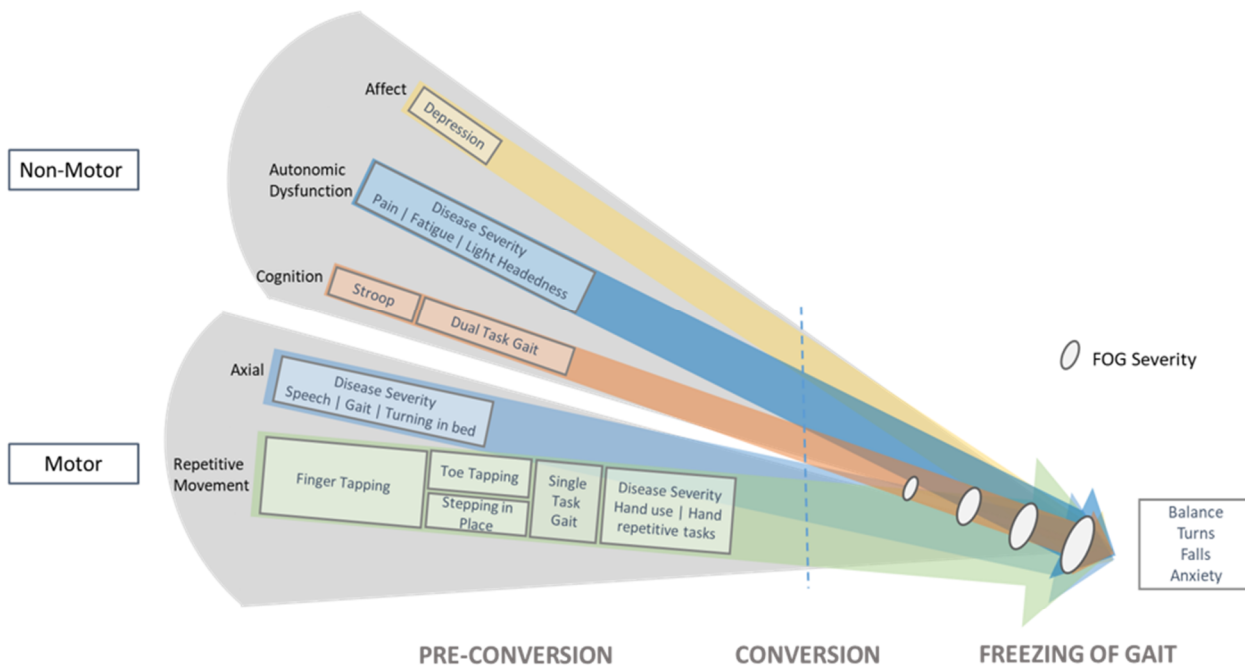 Non-Motor
Affect
Depression
Autonomic
Dysfunction
Disease Severity
Pain | Fatigue | Light Headedness
Cognition
Stroop
Dual Task Gait
Motor
Axial
Disease Severity
Speech | Gait | Turning in bed
Repetitive
Movement
Finger Tapping
Toe Tapping
Stepping in
Place
Single
Task
Gait
Disease Severity
Hand use | Hand
repetitive tasks
FOG Severity
Balance
Turns
Falls
Anxiety
PRE-CONVERSION
CONVERSION
FREEZING OF GAIT